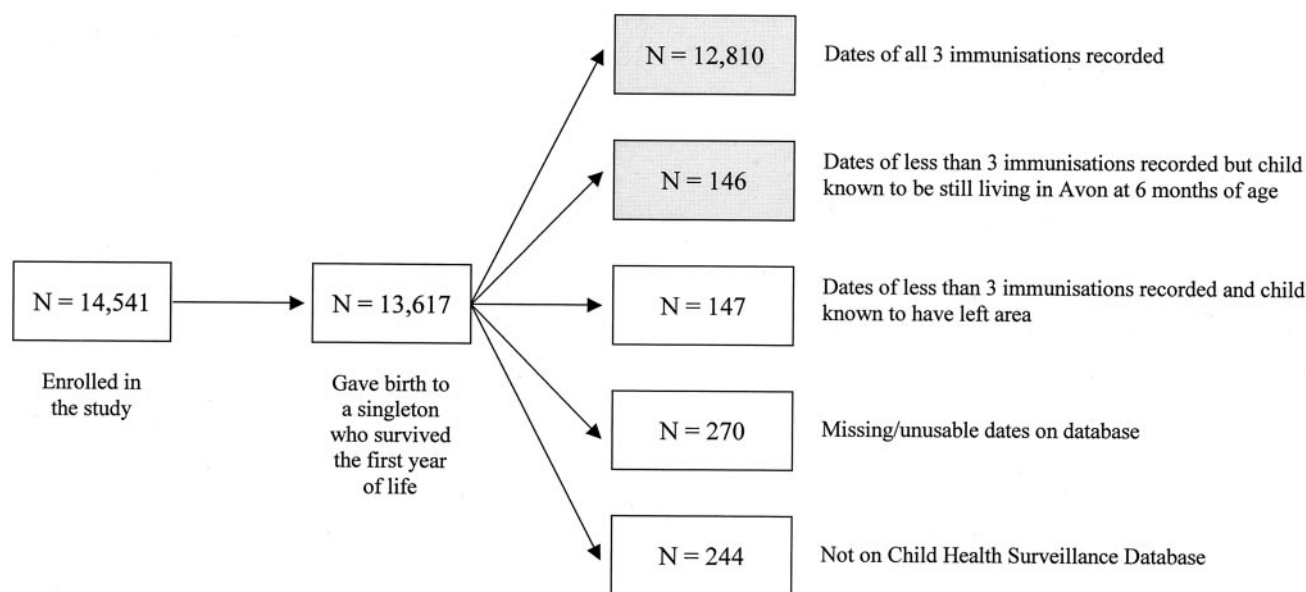 N = 12,810
Dates of all 3 immunisations recorded
N = 146
Dates of less than 3 immunisations recorded but child
known to be still living in Avon at 6 months of age
N = 14,541
Enrolled in
the study
N = 13,617
Gave birth to
a singleton
who survived
the first year
of life
N = 147
Dates of less than 3 immunisations recorded and child
known to have left area
N = 270
Missing/unusable dates on database
N = 244
Not on Child Health Surveillance Database